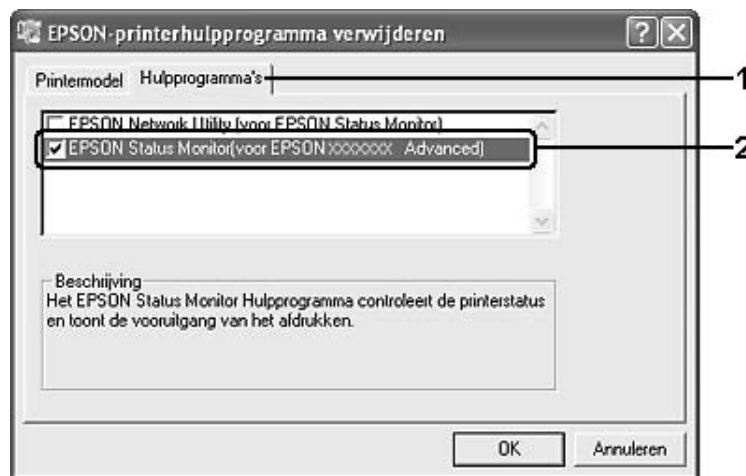 EPSON-printerhulpprogramma verwijderen
Printermodel Hulpprogramma's 1
EPSON Network Utility (voor EPSON Status Monitor)
EPSON Status Monitor(voor EPSON XXXXXXX Advanced) 2
Beschrijving
Het EPSON Status Monitor Hulpprogramma controleert de printerstatus
en toont de vooruitgang van het afdrukken.
OK Annuleren